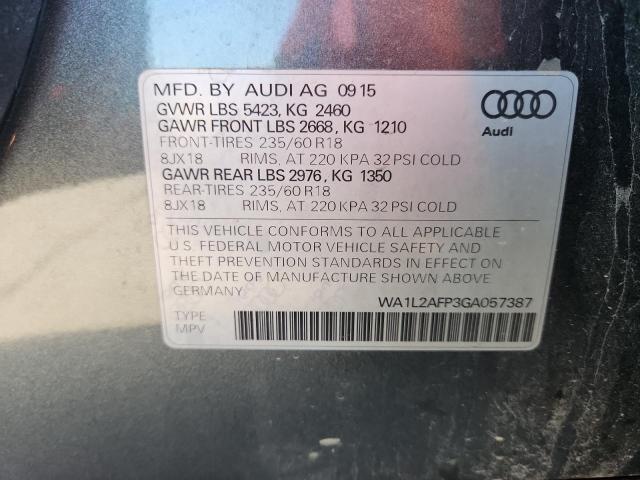 MFD. BY AUDI AG 09 15
GVWR LBS 5423, KG 2460
GAWR FRONT LBS 2668, KG 1210
FRONT-TIRES 235/60 R18
8JX18 RIMS, AT 220 KPA 32 PSI COLD
GAWR REAR LBS 2976, KG 1350
REAR-TIRES 235/60 R18
8JX18 RIMS, AT 220 KPA 32 PSI COLD
Audi
THIS VEHICLE CONFORMS TO ALL APPLICABLE
U.S. FEDERAL MOTOR VEHICLE SAFETY AND
THEFT PREVENTION STANDARDS IN EFFECT ON
THE DATE OF MANUFACTURE SHOWN ABOVE
GERMANY
WA1L2AFP3GA057387
TYPE
MPV